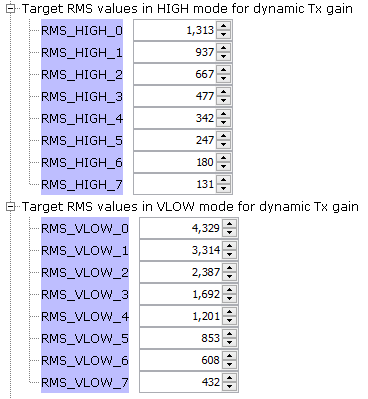 Target RMS values in HIGH mode for dynamic Tx gain
RMS_HIGH_0 1,313
RMS_HIGH_1 937
RMS_HIGH_2 667
RMS_HIGH_3 477
RMS_HIGH_4 342
RMS_HIGH_5 247
RMS_HIGH_6 180
RMS_HIGH_7 131
Target RMS values in VLOW mode for dynamic Tx gain
RMS_VLOW_0 4,329
RMS_VLOW_1 3,314
RMS_VLOW_2 2,387
RMS_VLOW_3 1,692
RMS_VLOW_4 1,201
RMS_VLOW_5 853
RMS_VLOW_6 608
RMS_VLOW_7 432